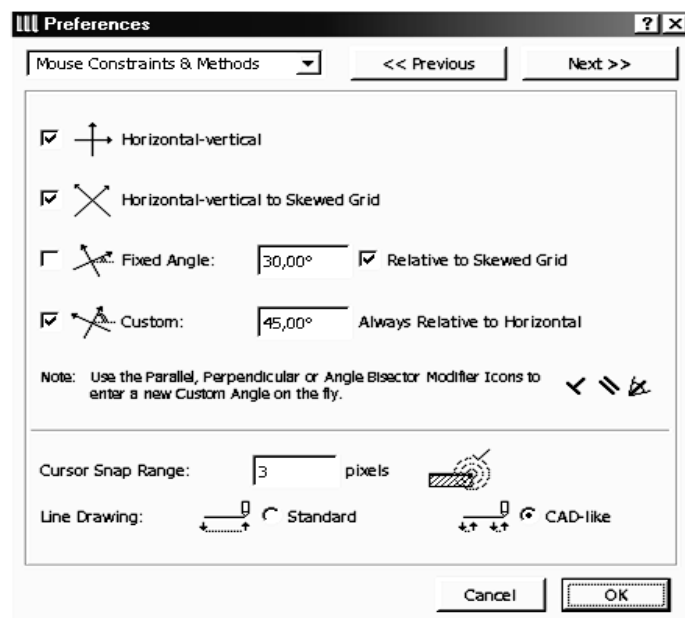 Preferences
Mouse Constraints & Methods << Previous Next >>
Horizontal-vertical
Horizontal-vertical to Skewed Grid
Fixed Angle: 30,00° Relative to Skewed Grid
Custom: 45,00° Always Relative to Horizontal
Note: Use the Parallel, Perpendicular or Angle Bisector Modifier Icons to
enter a new Custom Angle on the fly.
Cursor Snap Range: 3 pixels
Line Drawing: Standard CAD-like
Cancel OK